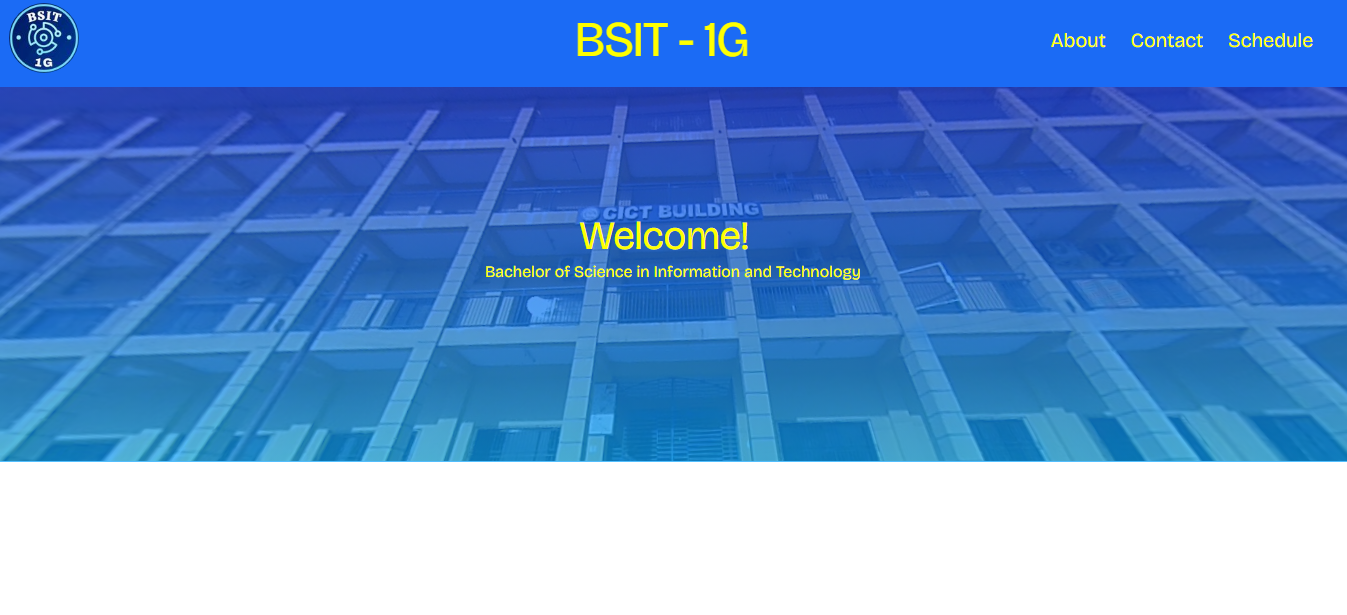 BSIT
1G
BSIT - 1G
About Contact Schedule
CICT BUILDING
Welcome!
Bachelor of Science in Information and Technology